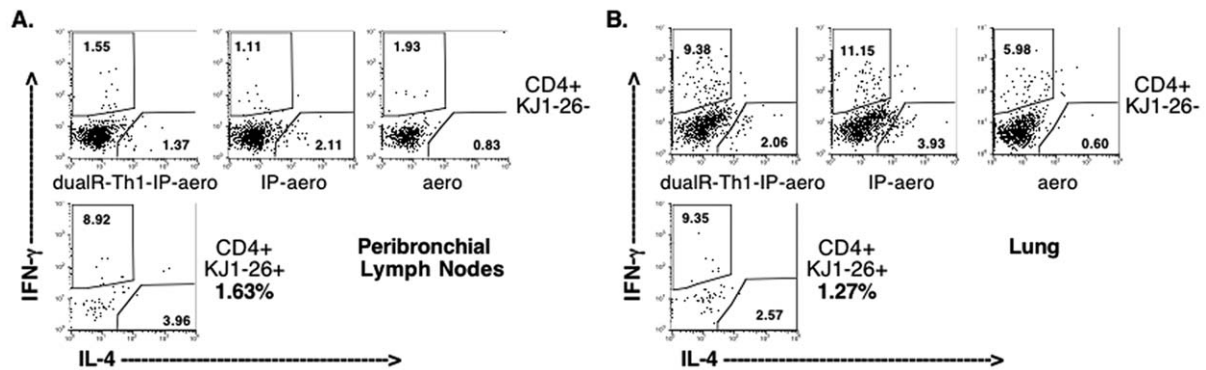 A.
B.
1.55
1.37
1.11
2.11
1.93
0.83
CD4+
KJ1-26-
dualR-Th1-IP-aero
IP-aero
aero
8.92
3.96
CD4+
KJ1-26+
1.63%
Peribronchial
Lymph Nodes
IFN-γ
IL-4
9.38
2.06
11.15
3.93
5.98
0.60
CD4+
KJ1-26-
dualR-Th1-IP-aero
IP-aero
aero
9.35
2.57
CD4+
KJ1-26+
1.27%
Lung
IFN-γ
IL-4